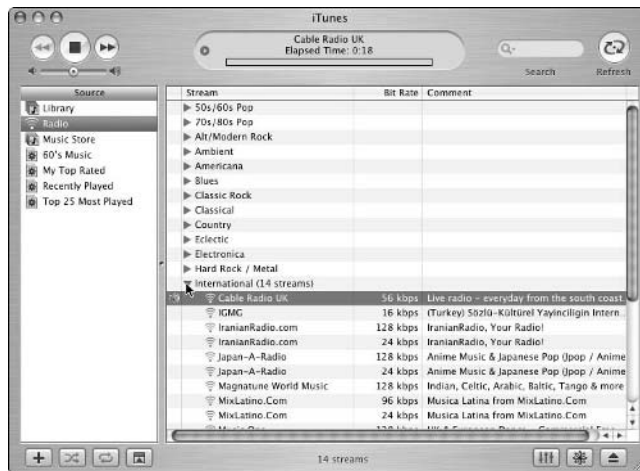 iTunes
Cable Radio UK
Elapsed Time: 0:18
Search
Refresh
Source
Library
Radio
Music Store
60's Music
My Top Rated
Recently Played
Top 25 Most Played
Stream Bit Rate Comment
50s/60s Pop
70s/80s Pop
Alt/Modern Rock
Ambient
Americana
Blues
Classic Rock
Classical
Country
Eclectic
Electronica
Hard Rock / Metal
International (14 streams)
Cable Radio UK 56 kbps Live radio - everyday from the south coast
IGMG 16 kbps (Turkey) Sözlü-Kültürel Yayinciligin Intern
IranianRadio.com 128 kbps IranianRadio, Your Radio!
IranianRadio.com 24 kbps IranianRadio, Your Radio!
Japan-A-Radio 128 kbps Anime Music & Japanese Pop (Jpop / Anime
Japan-A-Radio 24 kbps Anime Music & Japanese Pop (Jpop / Anime
Magnatune World Music 128 kbps Indian, Celtic, Arabic, Baltic, Tango & more
MixLatino.Com 96 kbps Musica Latina from MixLatino.Com
MixLatino.Com 24 kbps Musica Latina from MixLatino.Com
14 streams